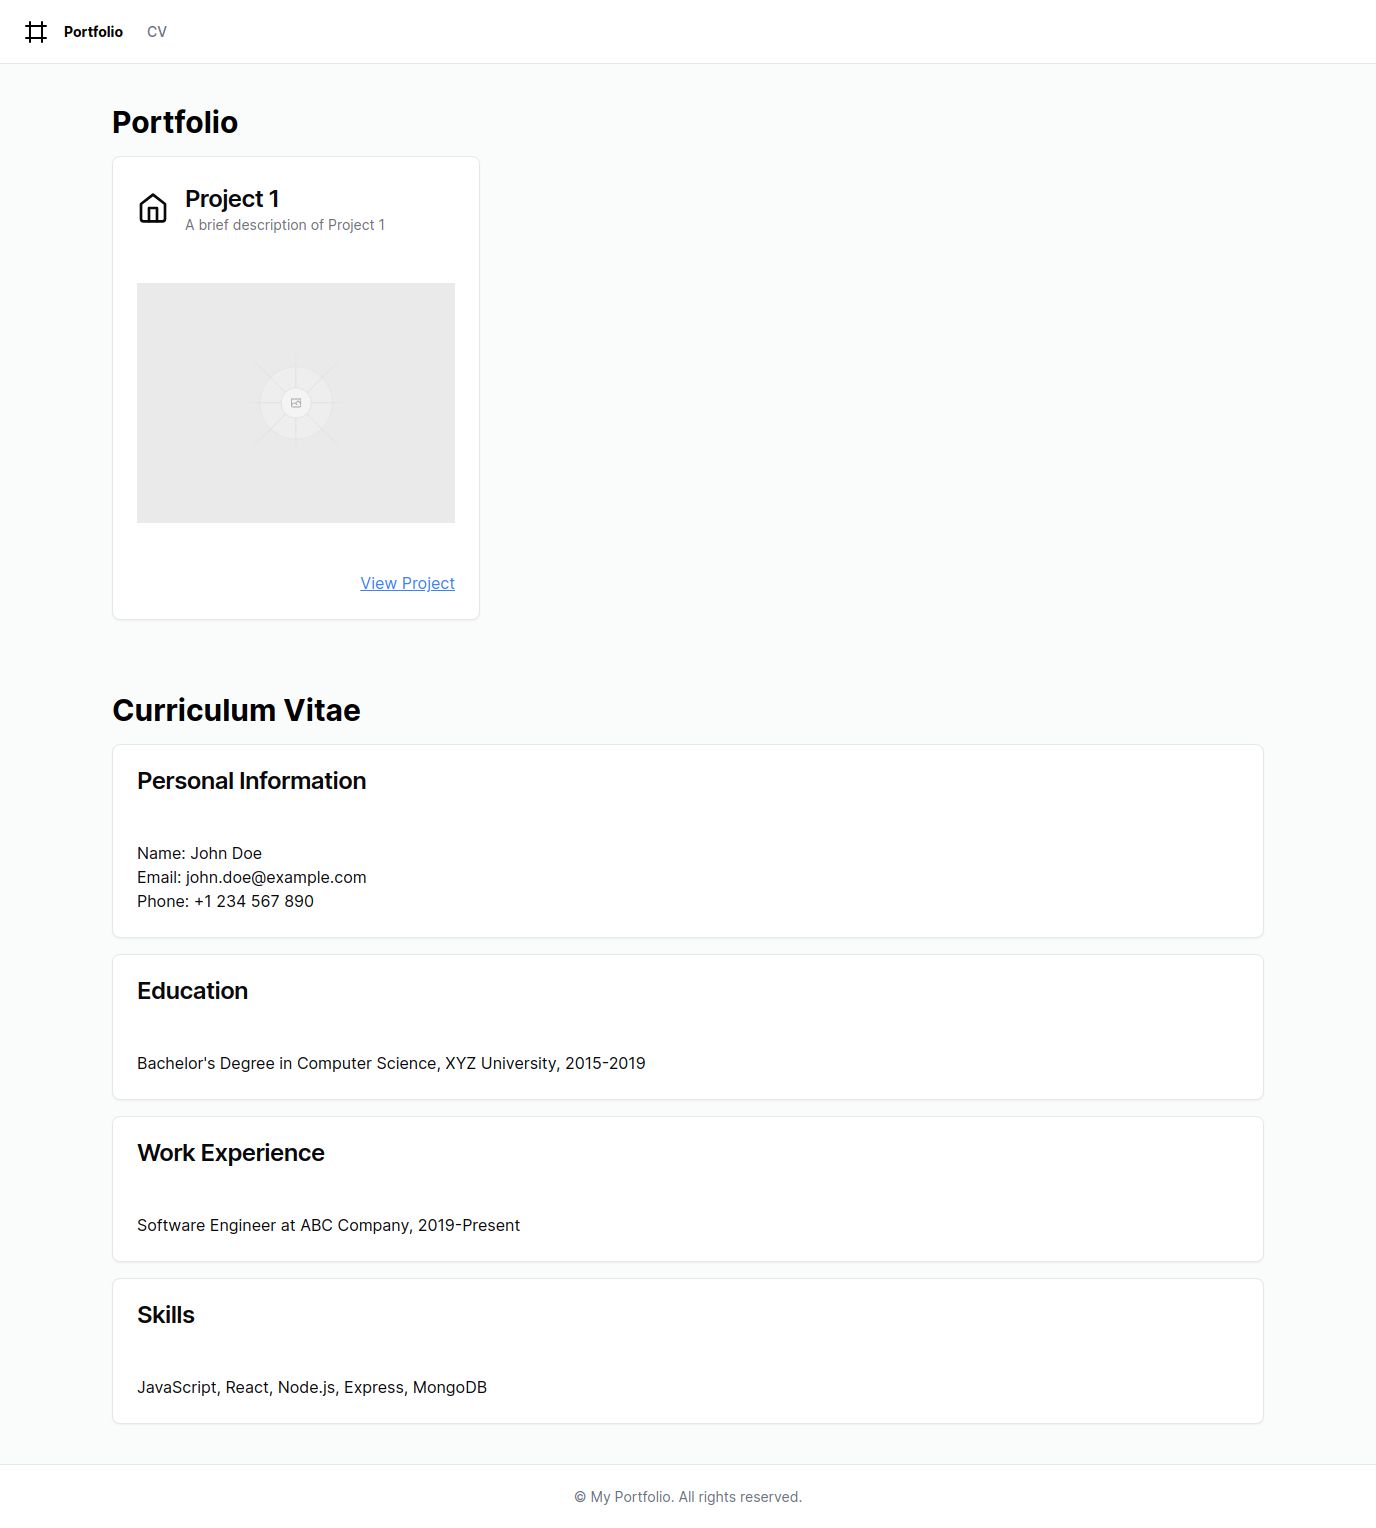 Portfolio
CV
Portfolio
Project 1
A brief description of Project 1
View Project
Curriculum Vitae
Personal Information
Name: John Doe
Email: john.doe@example.com
Phone: +1 234 567 890
Education
Bachelor's Degree in Computer Science, XYZ University, 2015-2019
Work Experience
Software Engineer at ABC Company, 2019-Present
Skills
JavaScript, React, Node.js, Express, MongoDB
© My Portfolio. All rights reserved.